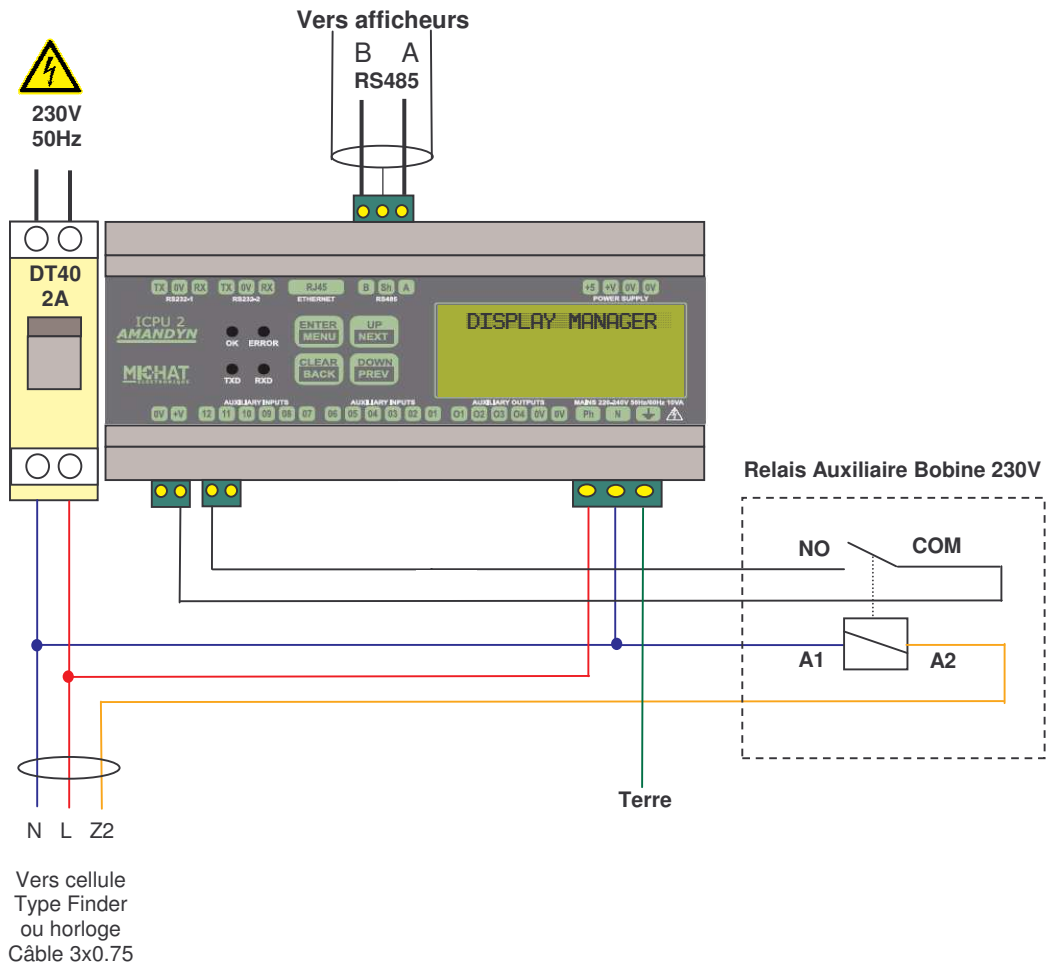 Vers afficheurs
B A
RS485
230V
50Hz
DT40
2A
TX 0V RX TX 0V RX RJ45 B Sh A +5 +V 0V 0V
RS232-1 RS232-2 ETHERNET RS485 POWER SUPPLY
ICPU 2
AMANDYN
OK ERROR
ENTER
MENU
UP
NEXT
DISPLAY MANAGER
MICHAT
ELECTRONIQUE
TXD RXD
CLEAR
BACK
DOWN
PREV
AUXILIARY INPUTS AUXILIARY INPUTS AUXILIARY OUTPUTS MAINS 220-240V 50Hz/60Hz 10VA
0V +V 12 11 10 09 08 07 06 05 04 03 02 01 O1 O2 O3 O4 0V 0V Ph N
Relais Auxiliaire Bobine 230V
NO COM
A1 A2
Terre
N L Z2
Vers cellule
Type Finder
ou horloge
Câble 3x0.75